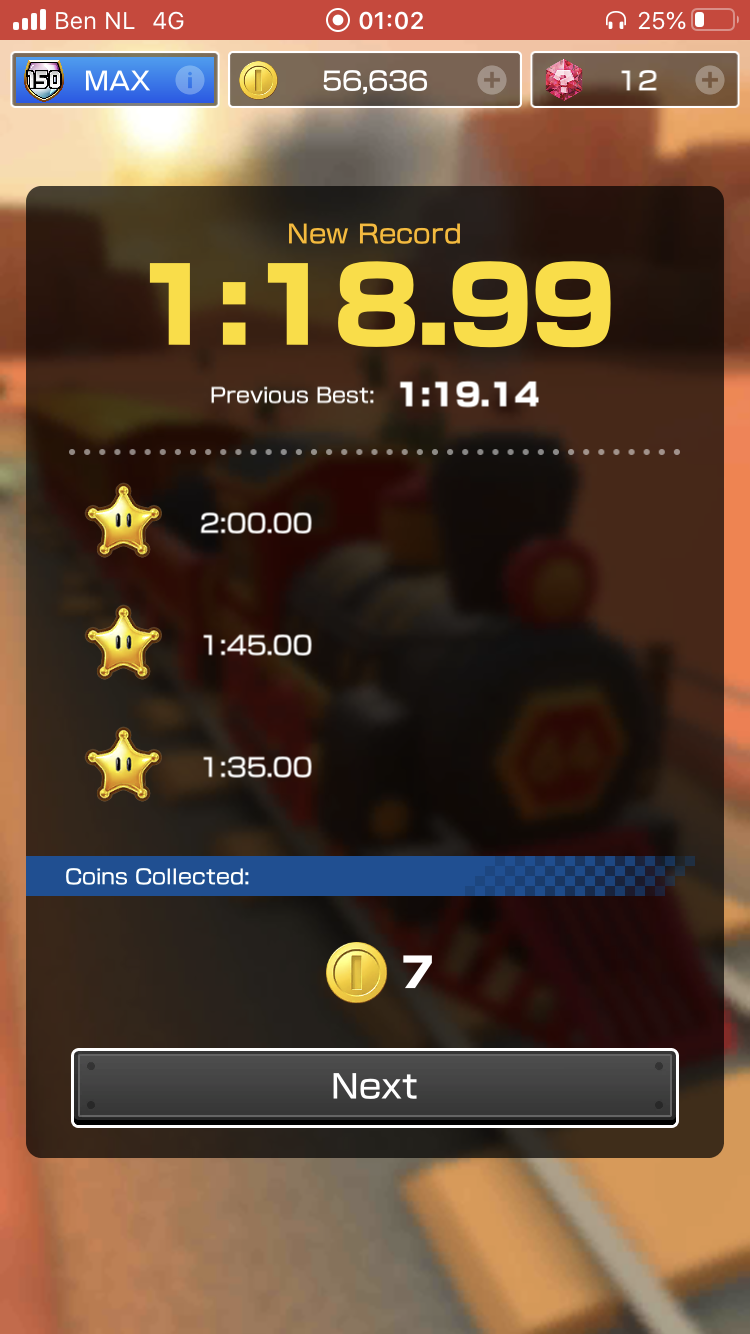 Ben NL 4G 01:02 25%
150 MAX i 56,636 + 12 +
New Record
1:18.99
Previous Best: 1:19.14
2:00.00
1:45.00
1:35.00
Coins Collected:
7
Next